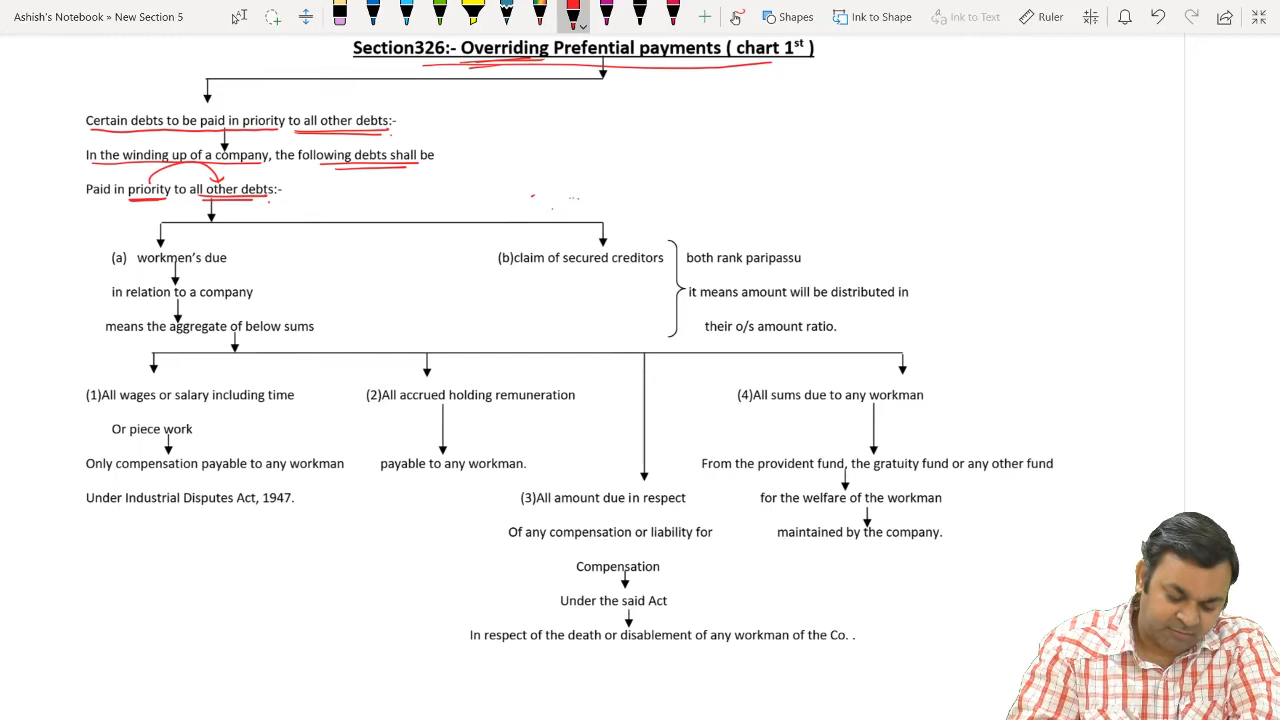 Ashish's Notebook » New Section 1
Shapes
Ink to Shape
Ink to Text
Ruler
Section326:- Overriding Prefential payments ( chart 1st )
Certain debts to be paid in priority to all other debts:-
In the winding up of a company, the following debts shall be
Paid in priority to all other debts:-
(a) workmen's due
(b)claim of secured creditors
both rank paripassu
in relation to a company
it means amount will be distributed in
means the aggregate of below sums
their o/s amount ratio.
(1)All wages or salary including time
(2)All accrued holding remuneration
(4)All sums due to any workman
Or piece work
Only compensation payable to any workman
payable to any workman.
From the provident fund, the gratuity fund or any other fund
Under Industrial Disputes Act, 1947.
(3)All amount due in respect
for the welfare of the workman
Of any compensation or liability for
maintained by the company.
Compensation
Under the said Act
In respect of the death or disablement of any workman of the Co. .